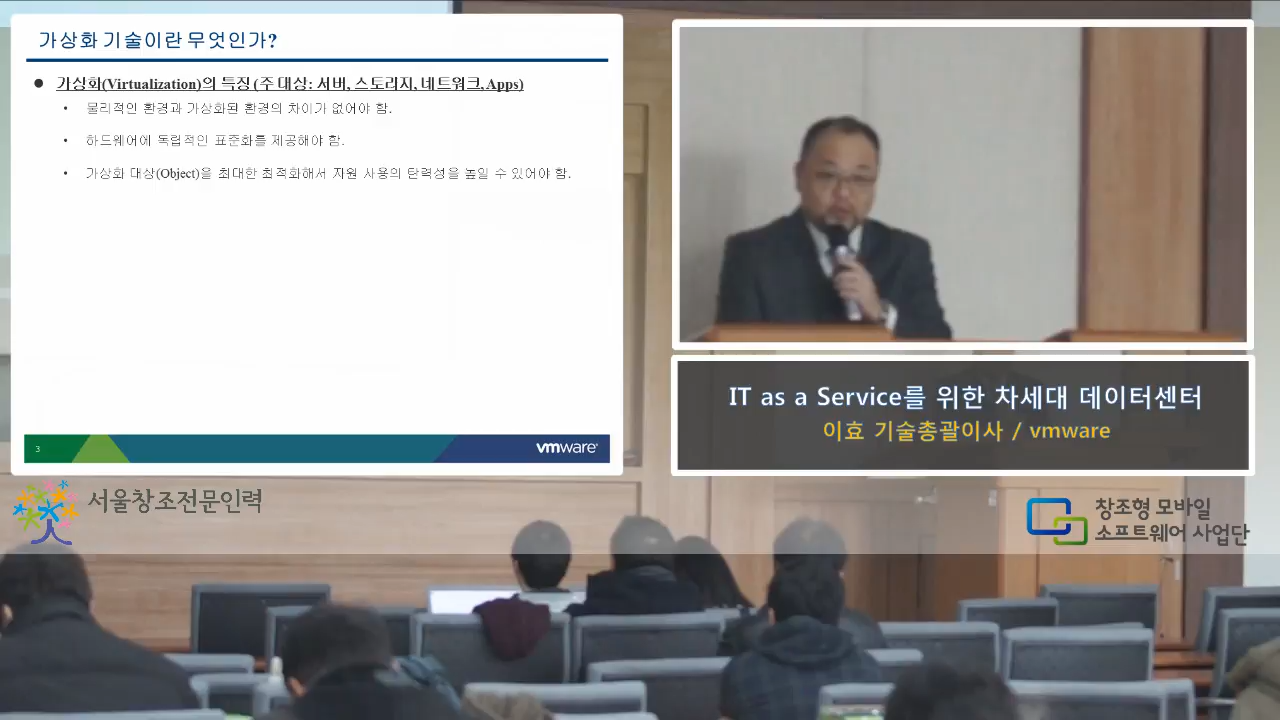 가상화 기술이란 무엇인가?
가상화(Virtualization)의 특징(주 대상: 서버, 스토리지, 네트워크, Apps)
물리적인 환경과 가상화된 환경의 차이가 없어야 함.
하드웨어에 독립적인 표준화를 제공해야 함.
가상화 대상(Object)을 최대한 최적화해서 자원 사용의 탄력성을 높일 수 있어야 함.
3
vmware
IT as a Service를 위한 차세대 데이터센터
이효 기술총괄이사 / vmware
서울창조전문인력
창조형 모바일
소프트웨어 사업단